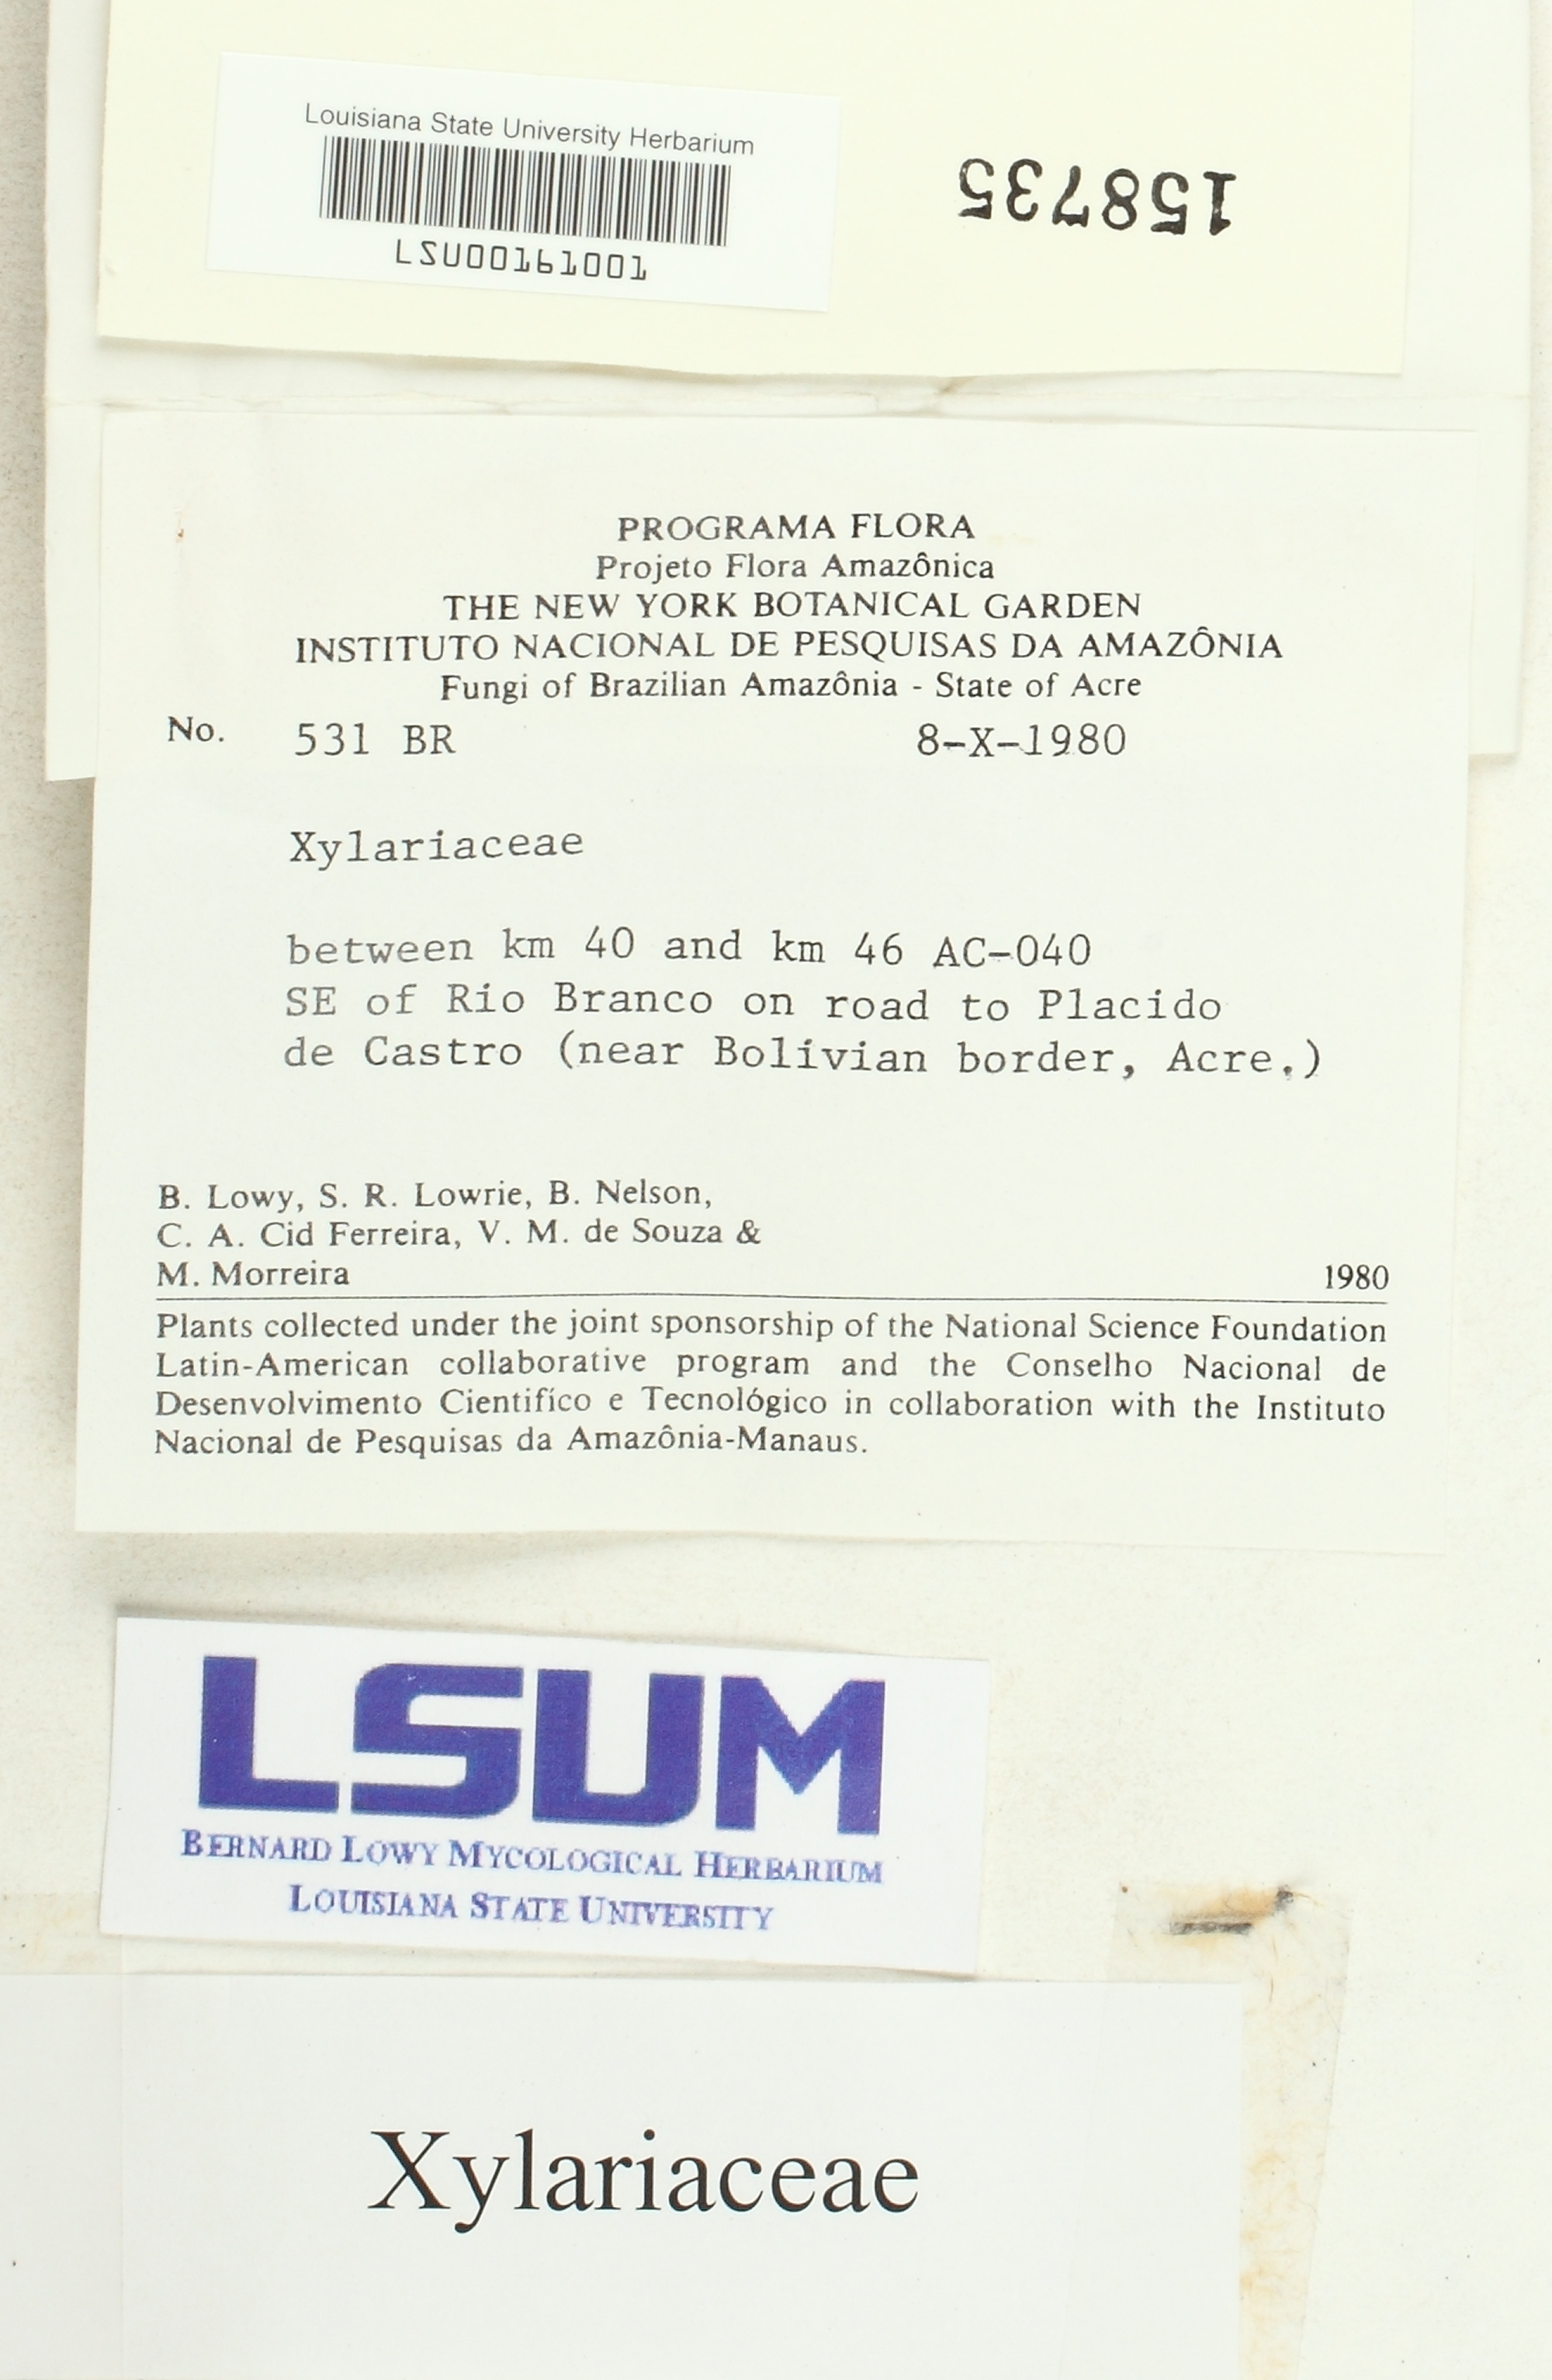 Louisiana State University Herbarium
LSU00161001
158735
PROGRAMA FLORA
Projeto Flora Amazônica
THE NEW YORK BOTANICAL GARDEN
INSTITUTO NACIONAL DE PESQUISAS DA AMAZÔNIA
Fungi of Brazilian Amazônia - State of Acre
No. 531 BR 8-X-1980
Xylariaceae
between km 40 and km 46 AC-040
SE of Rio Branco on road to Placido
de Castro (near Bolivian border, Acre.)
B. Lowy, S. R. Lowrie, B. Nelson,
C. A. Cid Ferreira, V. M. de Souza &
M. Morreira 1980
Plants collected under the joint sponsorship of the National Science Foundation
Latin-American collaborative program and the Conselho Nacional de
Desenvolvimento Cientifíco e Tecnológico in collaboration with the Instituto
Nacional de Pesquisas da Amazônia-Manaus.
LSUM
BERNARD LOWY MYCOLOGICAL HERBARIUM
LOUISIANA STATE UNIVERSITY
Xylariaceae